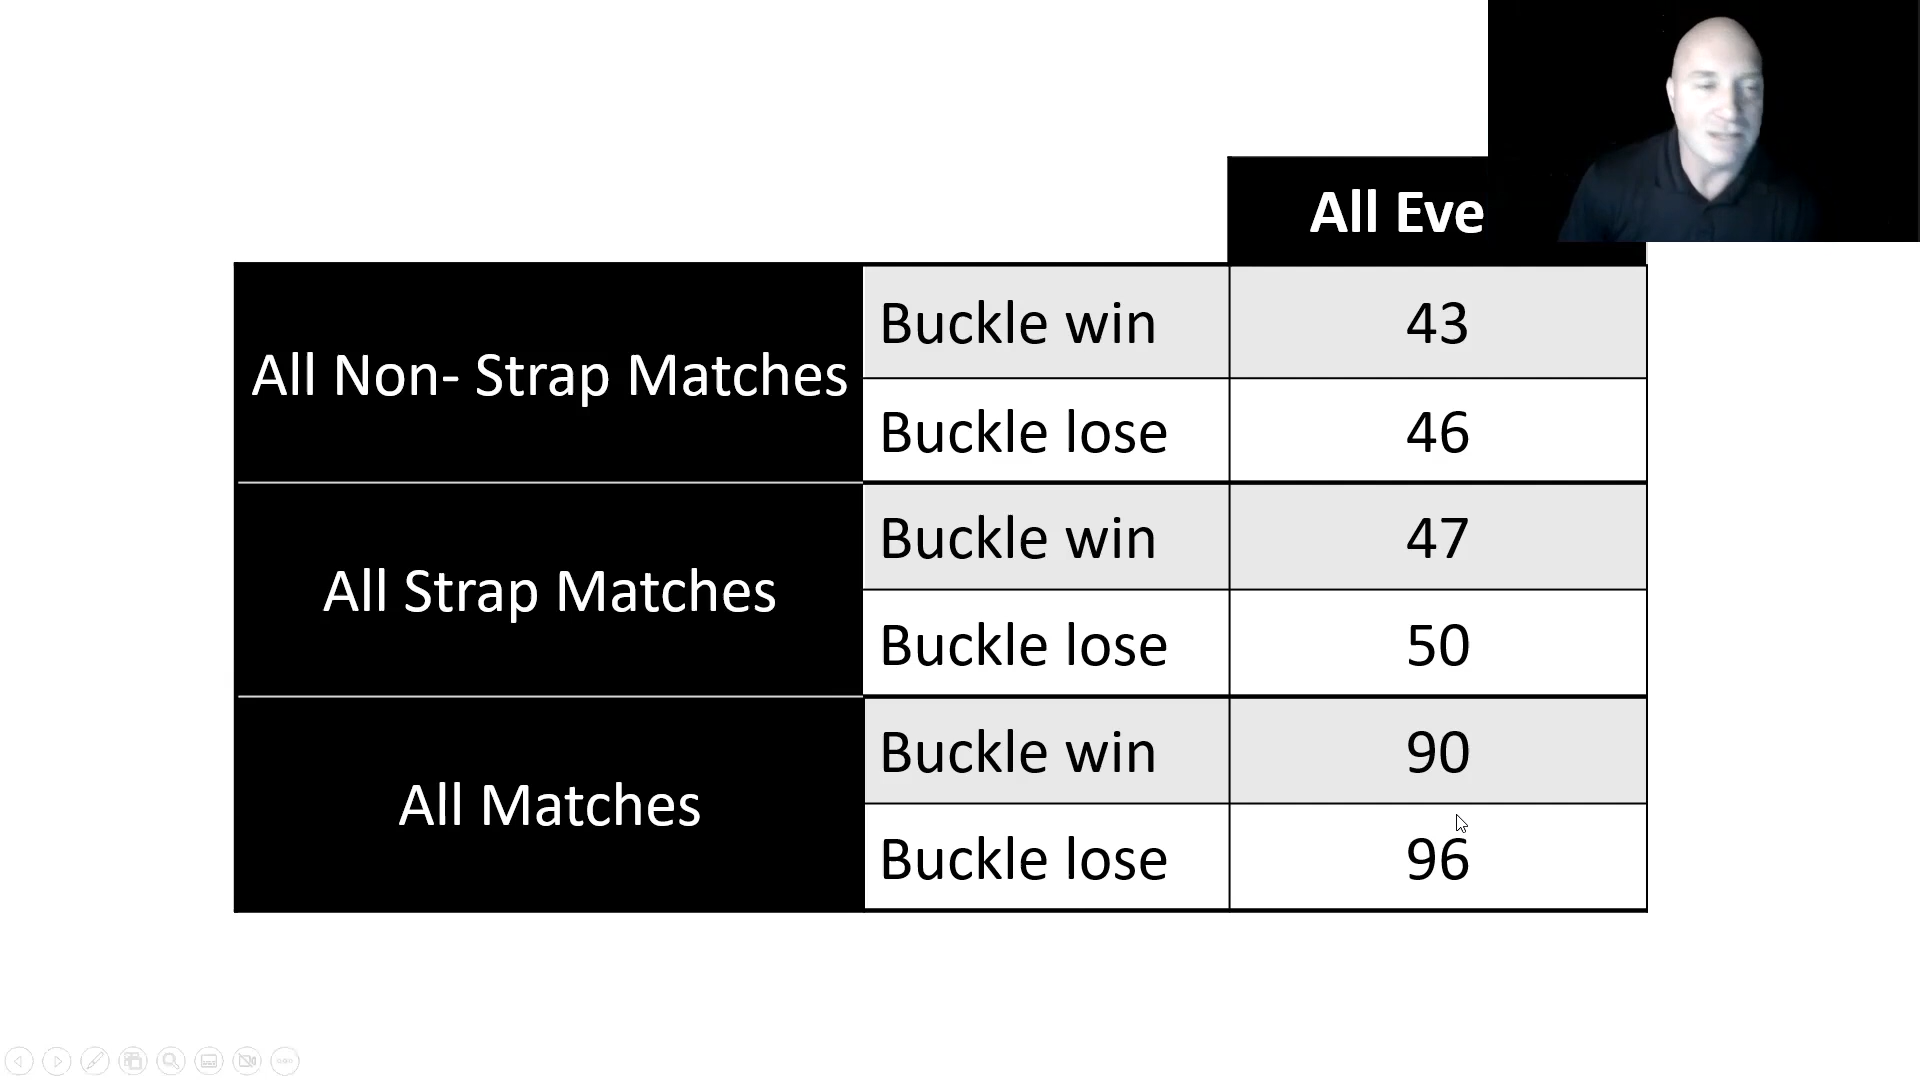 All Eve
All Non- Strap Matches
Buckle win
43
Buckle lose
46
All Strap Matches
Buckle win
47
Buckle lose
50
All Matches
Buckle win
90
Buckle lose
96